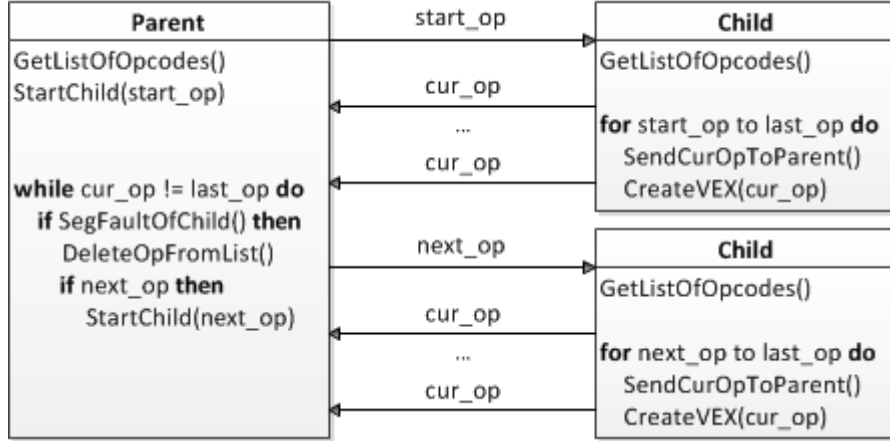 Parent
GetListOfOpcodes()
StartChild(start_op)
while cur_op != last_op do
if SegFaultOfChild() then
DeleteOpFromList()
if next_op then
StartChild(next_op)
start_op
cur_op
...
cur_op
next_op
cur_op
...
cur_op
Child
GetListOfOpcodes()
for start_op to last_op do
SendCurOpToParent()
CreateVEX(cur_op)
Child
GetListOfOpcodes()
for next_op to last_op do
SendCurOpToParent()
CreateVEX(cur_op)